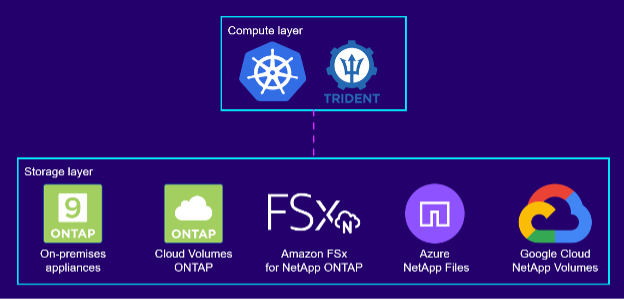 Compute layer
TRIDENT
Storage layer
9
ONTAP
On-premises
appliances
ONTAP
Cloud Volumes
ONTAP
FSx
N
Amazon FSx
for NetApp ONTAP
Azure
NetApp Files
Google Cloud
NetApp Volumes